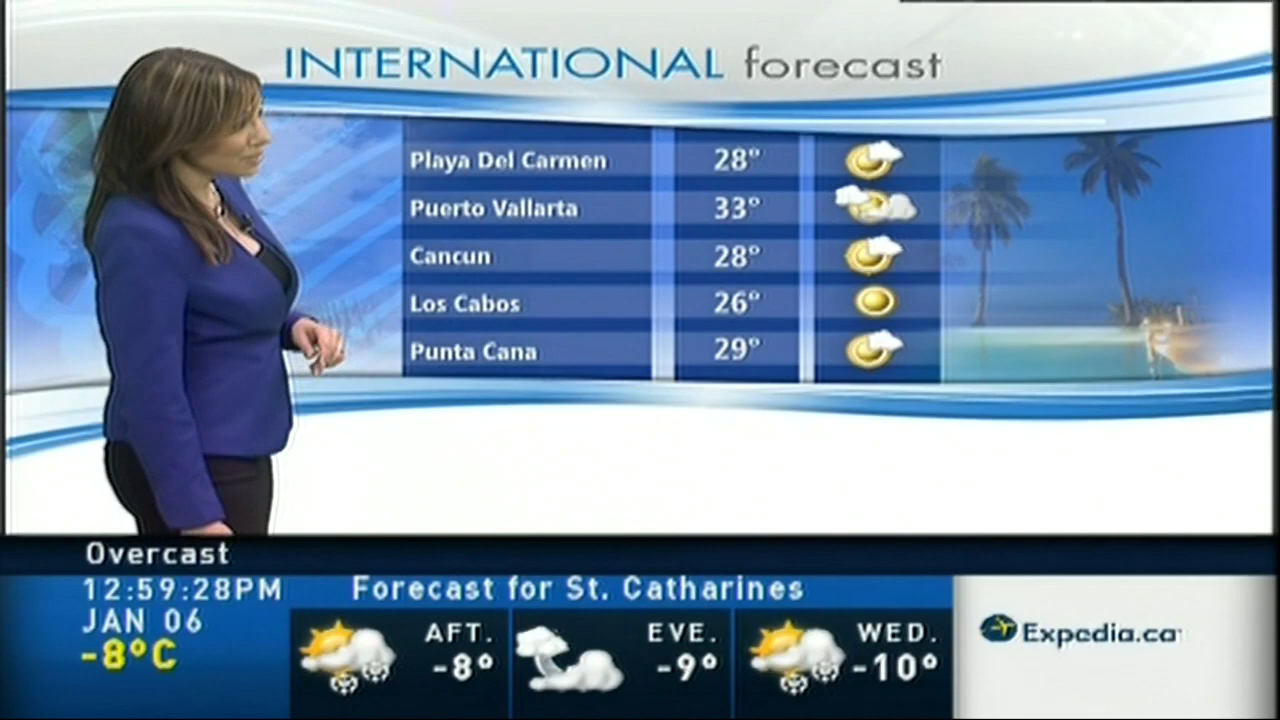 INTERNATIONAL forecast
Playa Del Carmen 28°
Puerto Vallarta 33°
Cancun 28°
Los Cabos 26°
Punta Cana 29°
Overcast
12:59:28PM
JAN 06
-8°C
Forecast for St. Catharines
AFT.
-8°
EVE.
-9°
WED.
-10°
Expedia.ca